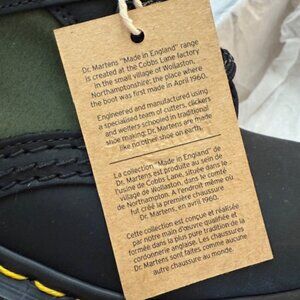 Dr. Martens "Made in England" range
is created at the Cobbs Lane factory
in the small village of Wollaston,
Northamptonshire; the place where
the boot was first made in April 1960.
Engineered and manufactured using
a specialised team of cutters, clickers
and welters schooled in traditional
shoe making; Dr. Martens are made
like no other shoe on earth.
La collection "Made in England" de
Dr. Martens est produite au sein de
l'usine de Cobbs Lane, située dans le
village de Wollaston, dans le comté
de Northampton. A l'endroit même où
fut créé la première chaussure
Dr. Martens, en avril 1960.
Cette collection est conçue et réalisée
par notre main d'œuvre qualifiée et
formée dans la plus pure tradition de la
cordonnerie anglaise. Les chaussures
Dr. Martens sont faites comme aucune
autre chaussure au monde.